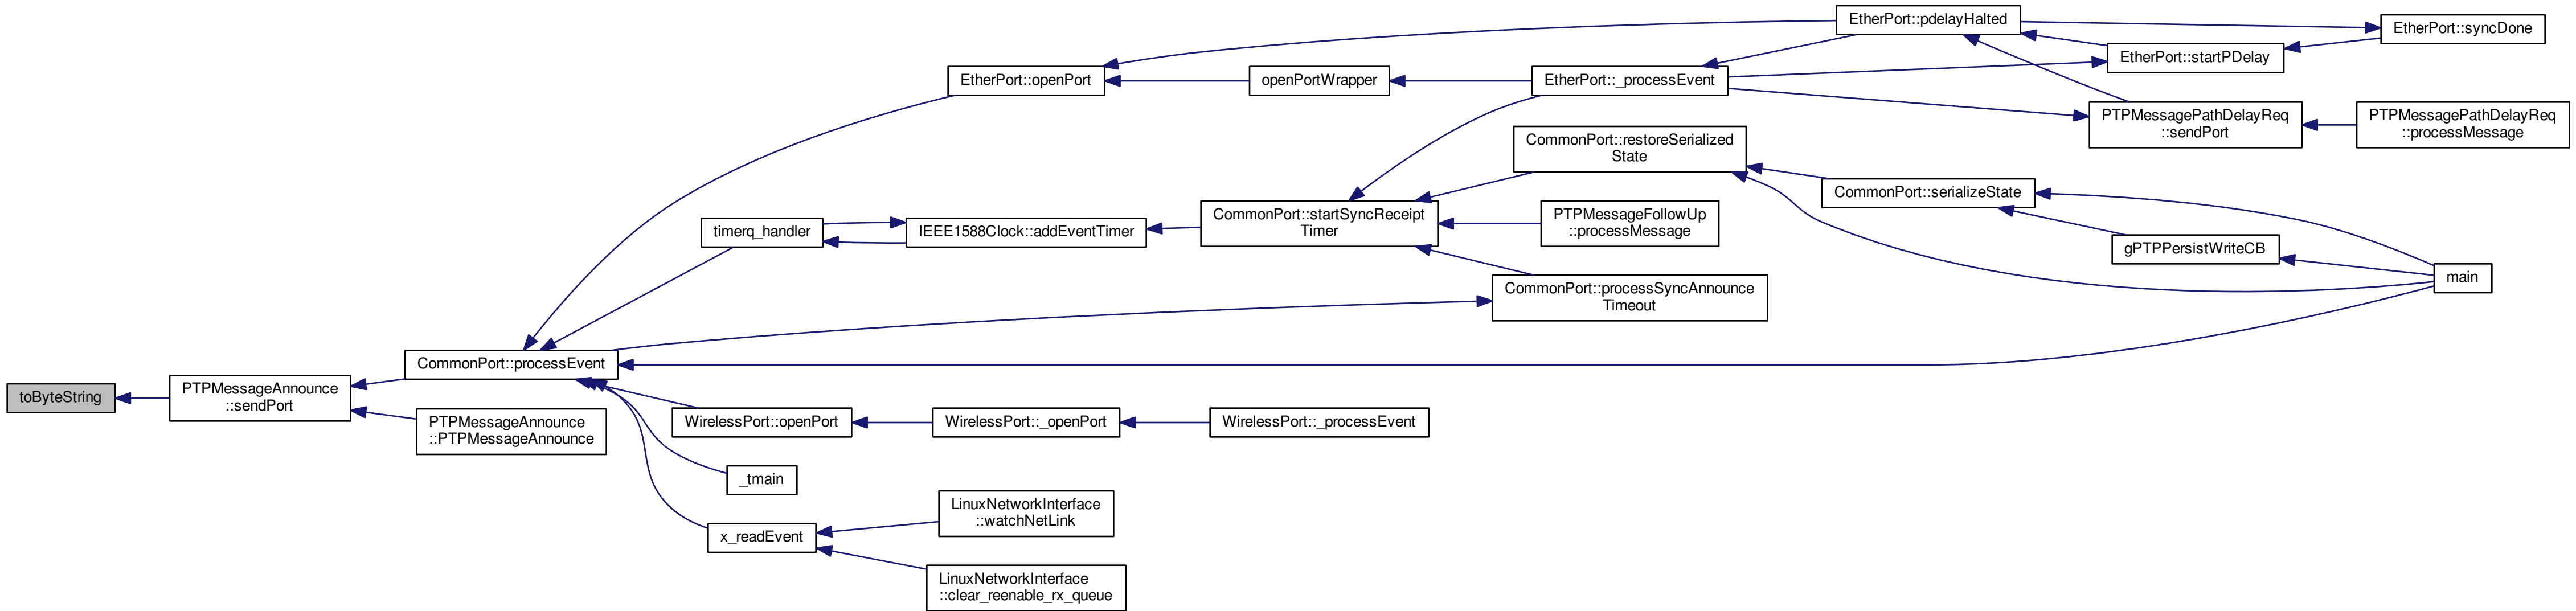 EtherPort::pdelayHalted
EtherPort::syncDone
EtherPort::startPDelay
EtherPort::openPort
openPortWrapper
EtherPort::_processEvent
PTPMessagePathDelayReq
::sendPort
PTPMessagePathDelayReq
::processMessage
CommonPort::restoreSerialized
State
CommonPort::serializeState
timerq_handler
IEEE1588Clock::addEventTimer
CommonPort::startSyncReceipt
Timer
PTPMessageFollowUp
::processMessage
gPTPPersistWriteCB
main
CommonPort::processSyncAnnounce
Timeout
CommonPort::processEvent
toByteString
PTPMessageAnnounce
::sendPort
PTPMessageAnnounce
::PTPMessageAnnounce
WirelessPort::openPort
WirelessPort::_openPort
WirelessPort::_processEvent
_tmain
LinuxNetworkInterface
::watchNetLink
x_readEvent
LinuxNetworkInterface
::clear_reenable_rx_queue